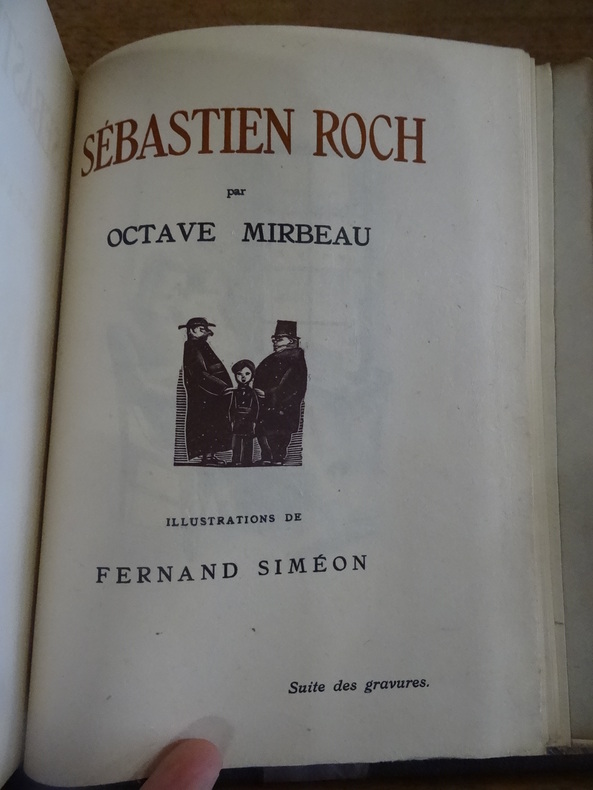 SÉBASTIEN ROCH
par
OCTAVE MIRBEAU
ILLUSTRATIONS DE
FERNAND SIMÉON
Suite des gravures.